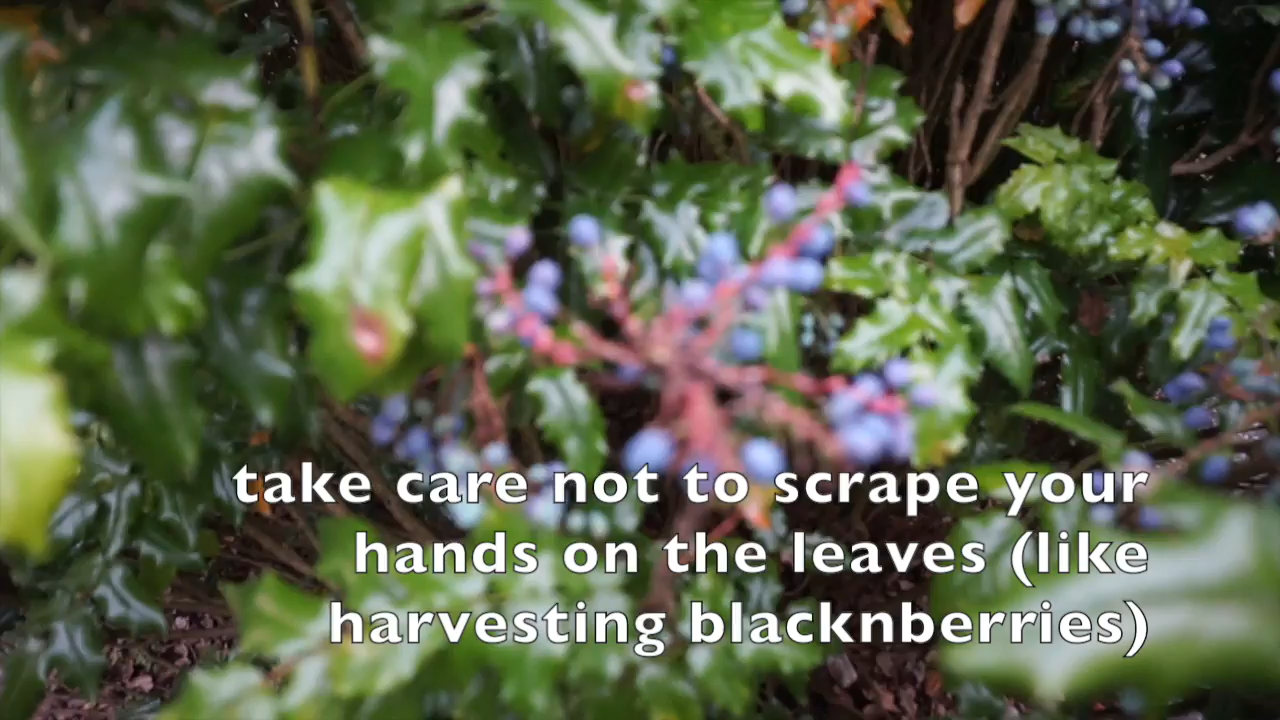 take care not to scrape your
hands on the leaves (like
harvesting blacknberries)